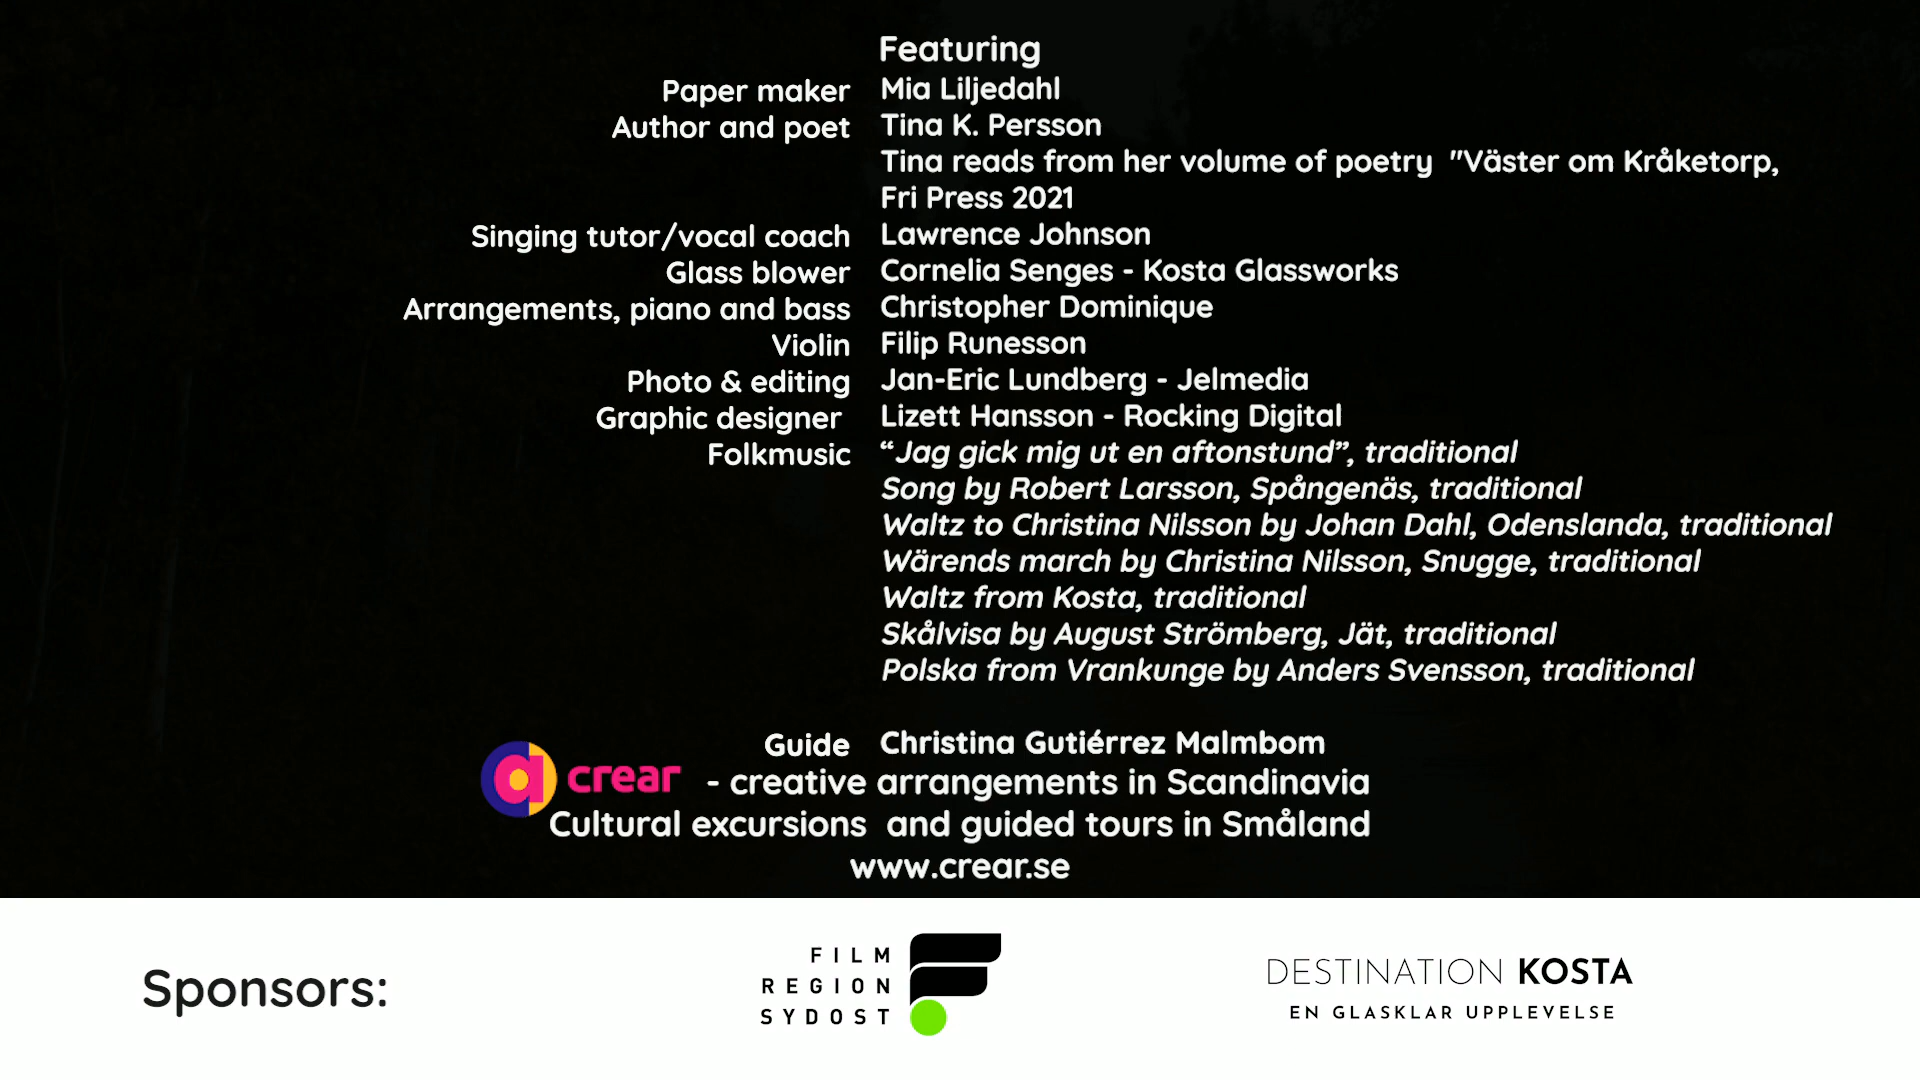 Featuring
Paper maker Mia Liljedahl
Author and poet Tina K. Persson
Tina reads from her volume of poetry "Väster om Kråketorp,
Fri Press 2021
Singing tutor/vocal coach Lawrence Johnson
Glass blower Cornelia Senges - Kosta Glassworks
Arrangements, piano and bass Christopher Dominique
Violin Filip Runesson
Photo & editing Jan-Eric Lundberg - Jelmedia
Graphic designer Lizett Hansson - Rocking Digital
Folkmusic “Jag gick mig ut en aftonstund”, traditional
Song by Robert Larsson, Spångenäs, traditional
Waltz to Christina Nilsson by Johan Dahl, Odenslanda, traditional
Wärends march by Christina Nilsson, Snugge, traditional
Waltz from Kosta, traditional
Skålvisa by August Strömberg, Jät, traditional
Polska from Vrankunge by Anders Svensson, traditional
Guide Christina Gutiérrez Malmbom
a crear - creative arrangements in Scandinavia
Cultural excursions and guided tours in Småland
www.crear.se
Sponsors:
FILM
REGION
SYDOST
DESTINATION KOSTA
EN GLASKLAR UPPLEVELSE